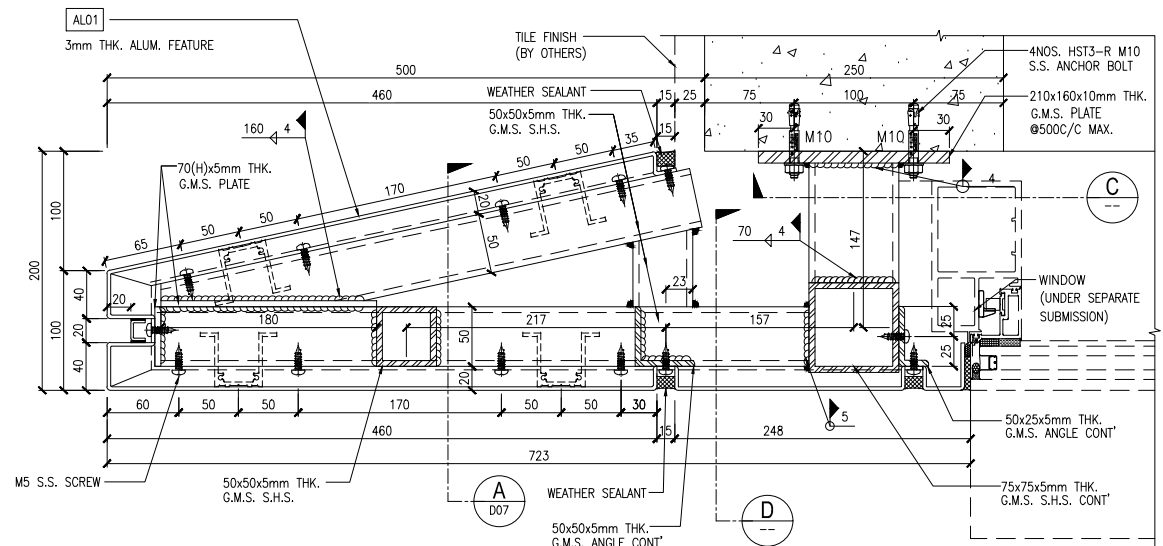 AL01
3mm THK. ALUM. FEATURE
TILE FINISH
(BY OTHERS)
4NOS. HST3-R M10
S.S. ANCHOR BOLT
500
250
460
15
25
75
100
75
WEATHER SEALANT
210x160x10mm THK.
G.M.S. PLATE
@500C/C MAX.
50x50x5mm THK.
G.M.S. S.H.S.
15
30
30
160
4
35
M10
M10
50
50
70(H)x5mm THK.
G.M.S. PLATE
170
4
C
--
50
20
100
200
50
65
50
70
4
147
23
WINDOW
(UNDER SEPARATE
SUBMISSION)
40
20
180
217
157
25
100
20
50
25
40
20
60
50
50
170
50
50
30
5
460
15
248
50x25x5mm THK.
G.M.S. ANGLE CONT'
723
M5 S.S. SCREW
50x50x5mm THK.
G.M.S. S.H.S.
A
D07
WEATHER SEALANT
D
--
75x75x5mm THK.
G.M.S. S.H.S. CONT'
50x50x5mm THK.
G.M.S. ANGLE CONT'